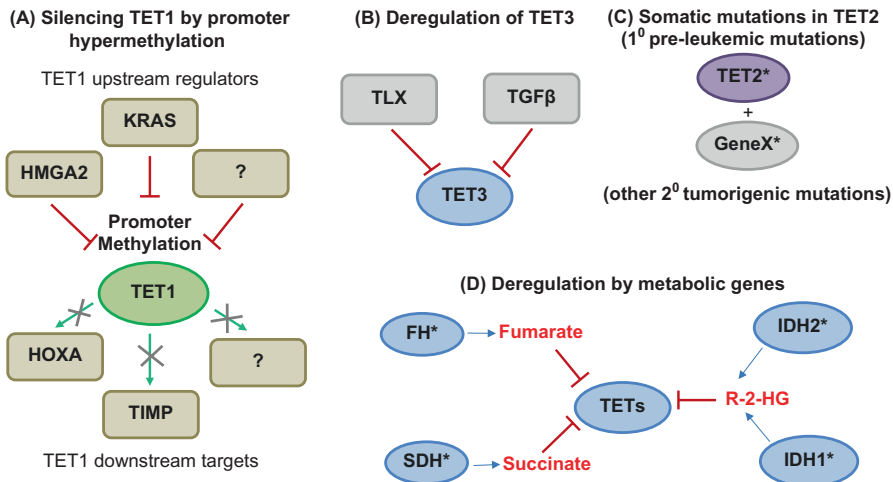 (A) Silencing TET1 by promoter
hypermethylation
TET1 upstream regulators
KRAS
HMGA2
?
Promoter
Methylation
TET1
HOXA
?
TIMP
TET1 downstream targets
(B) Deregulation of TET3
TLX
TGFβ
TET3
(C) Somatic mutations in TET2
(1⁰ pre-leukemic mutations)
TET2*
+
GeneX*
(other 2⁰ tumorigenic mutations)
(D) Deregulation by metabolic genes
FH*
Fumarate
IDH2*
TETs
R-2-HG
SDH*
Succinate
IDH1*